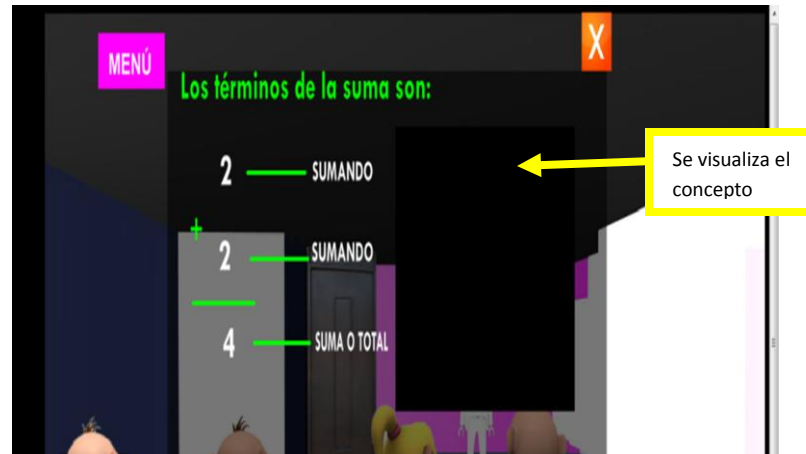 MENÚ
X
Los términos de la suma son:
2 SUMANDO
+
2 SUMANDO
4 SUMA O TOTAL
Se visualiza el
concepto